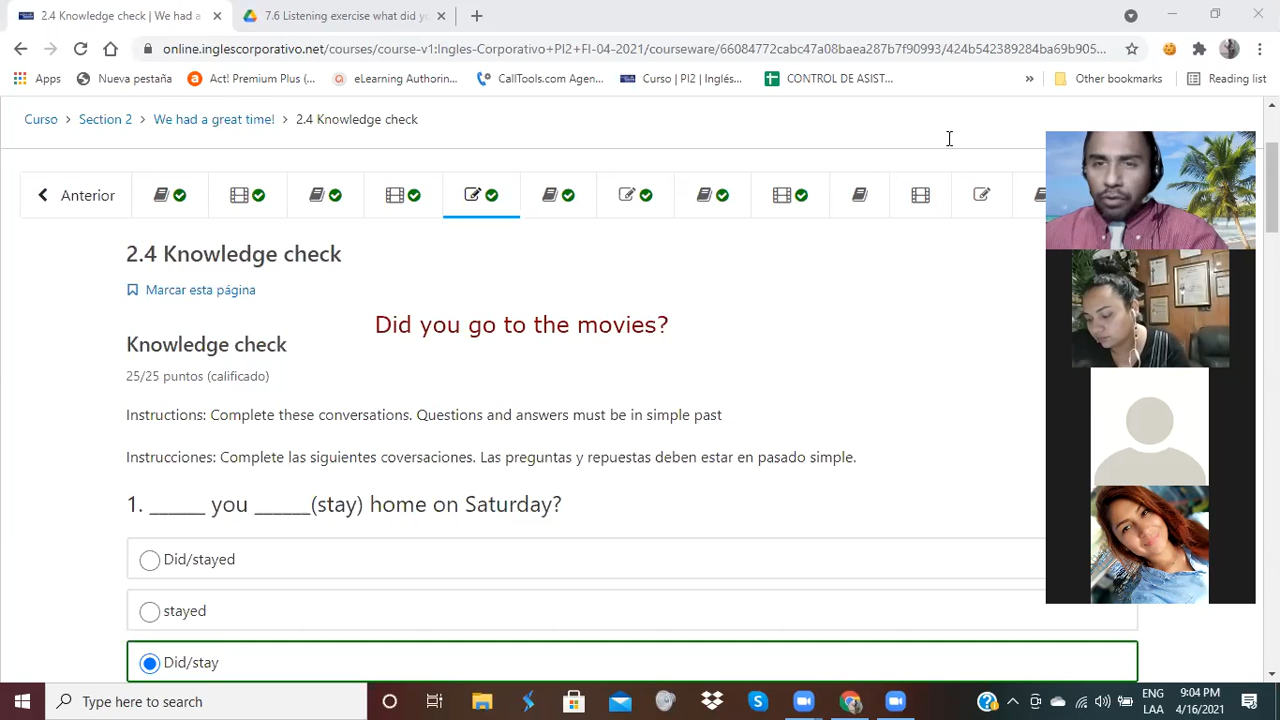 2.4 Knowledge check | We had a
7.6 Listening exercise what did yo
online.inglescorporativo.net/courses/course-v1:Ingles-Corporativo+PI2+FI-04-2021/courseware/66084772cabc47a08baea287b7f90993/424b542389284ba69b905...
Apps
Nueva pestaña
Act! Premium Plus (...
eLearning Authorin...
CallTools.com Agen...
Curso | PI2 | Inglés...
CONTROL DE ASIST...
»
Other bookmarks
Reading list
Curso > Section 2 > We had a great time! > 2.4 Knowledge check
Anterior
2.4 Knowledge check
Marcar esta página
Did you go to the movies?
Knowledge check
25/25 puntos (calificado)
Instructions: Complete these conversations. Questions and answers must be in simple past
Instrucciones: Complete las siguientes coversaciones. Las preguntas y repuestas deben estar en pasado simple.
1. ______ you ______(stay) home on Saturday?
Did/stayed
stayed
Did/stay
Type here to search
ENG
LAA
9:04 PM
4/16/2021